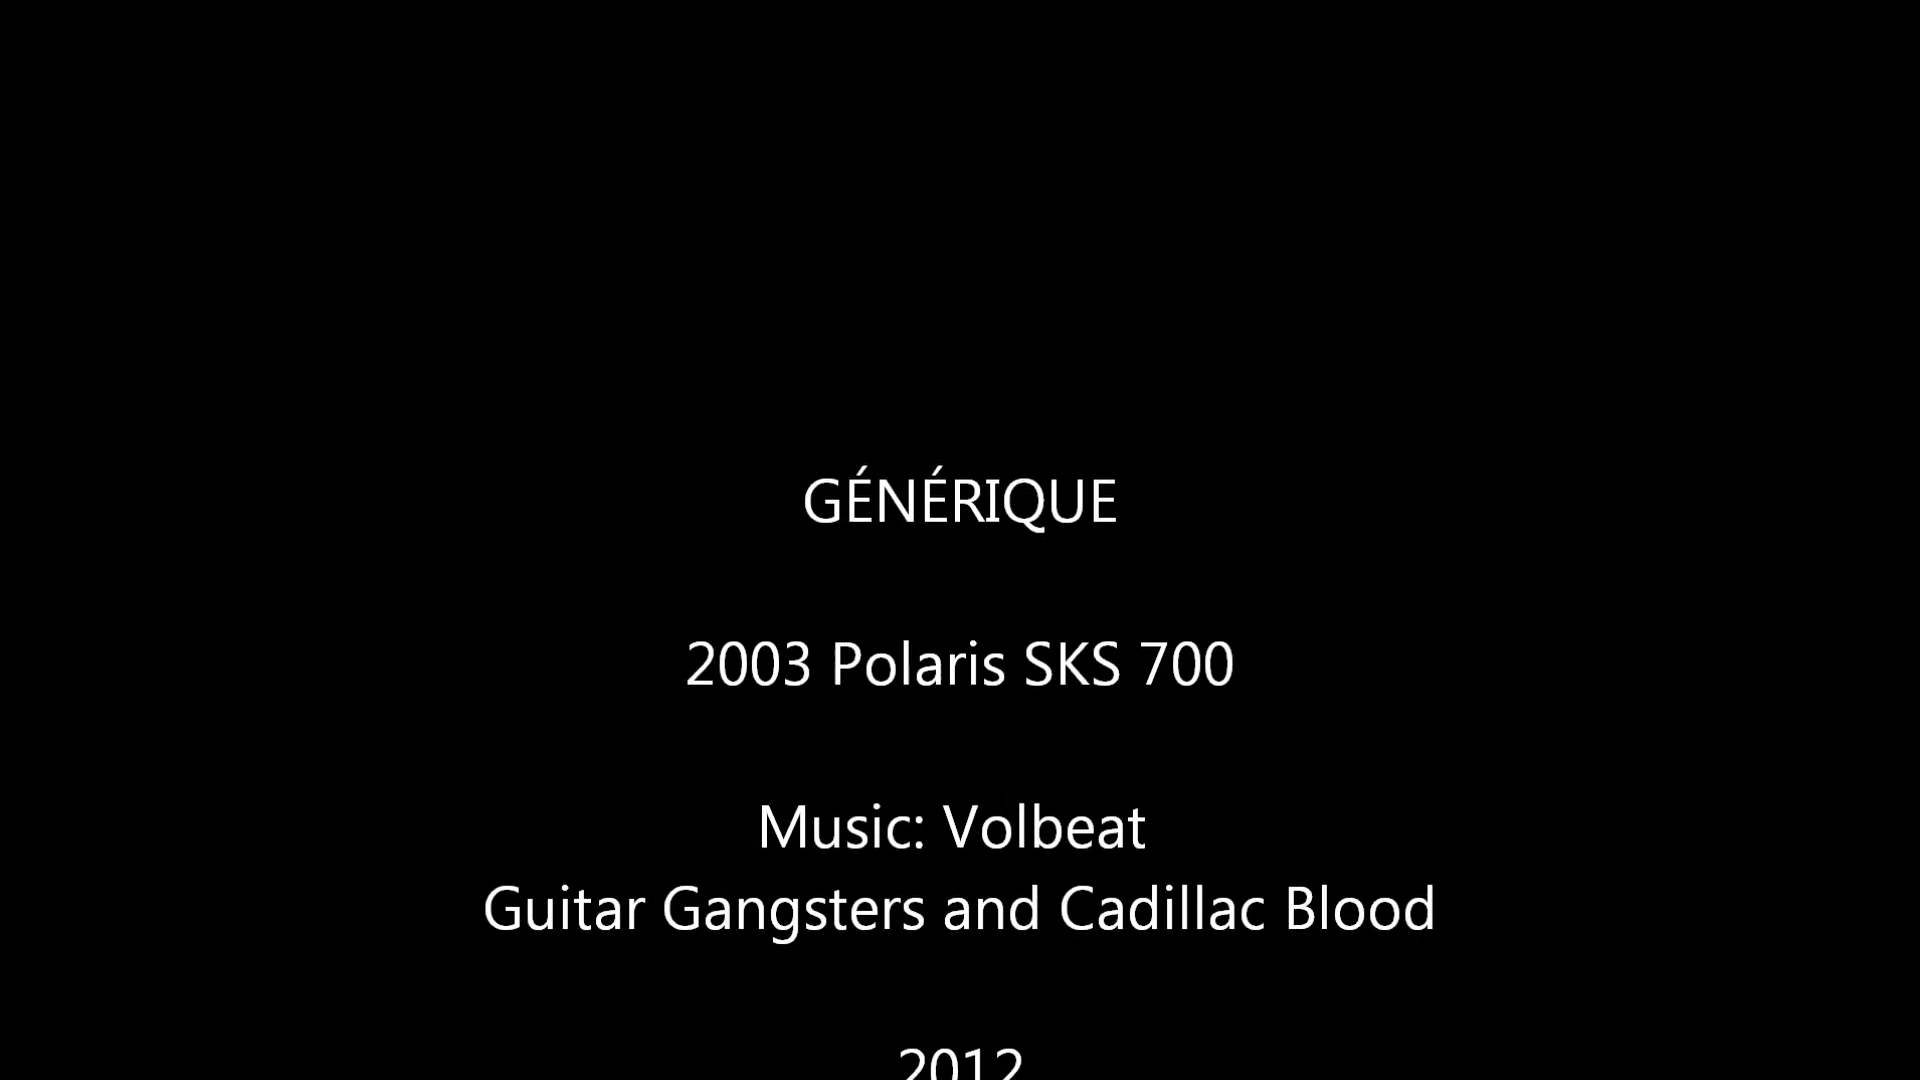 GÉNÉRIQUE
2003 Polaris SKS 700
Music: Volbeat
Guitar Gangsters and Cadillac Blood
2012